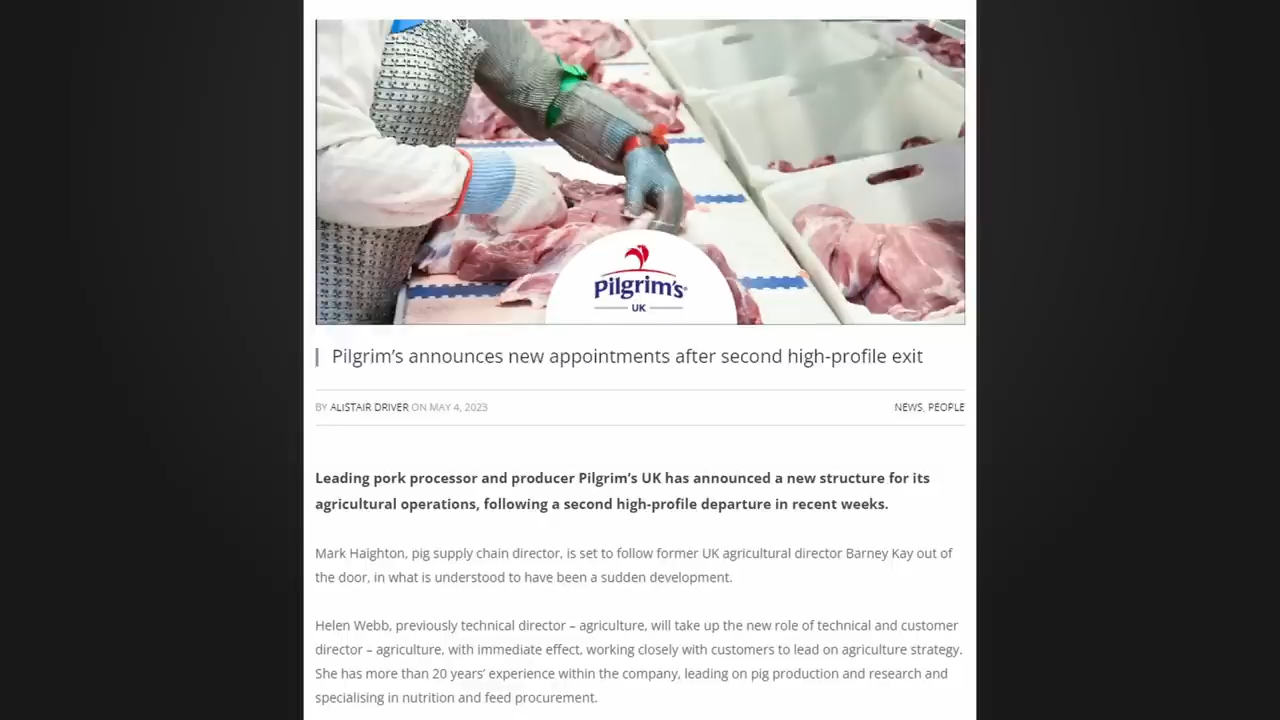 Pilgrim's®
UK
Pilgrim's announces new appointments after second high-profile exit
BY ALISTAIR DRIVER ON MAY 4, 2023 NEWS, PEOPLE
Leading pork processor and producer Pilgrim's UK has announced a new structure for its
agricultural operations, following a second high-profile departure in recent weeks.
Mark Haighton, pig supply chain director, is set to follow former UK agricultural director Barney Kay out of
the door, in what is understood to have been a sudden development.
Helen Webb, previously technical director – agriculture, will take up the new role of technical and customer
director – agriculture, with immediate effect, working closely with customers to lead on agriculture strategy.
She has more than 20 years' experience within the company, leading on pig production and research and
specialising in nutrition and feed procurement.